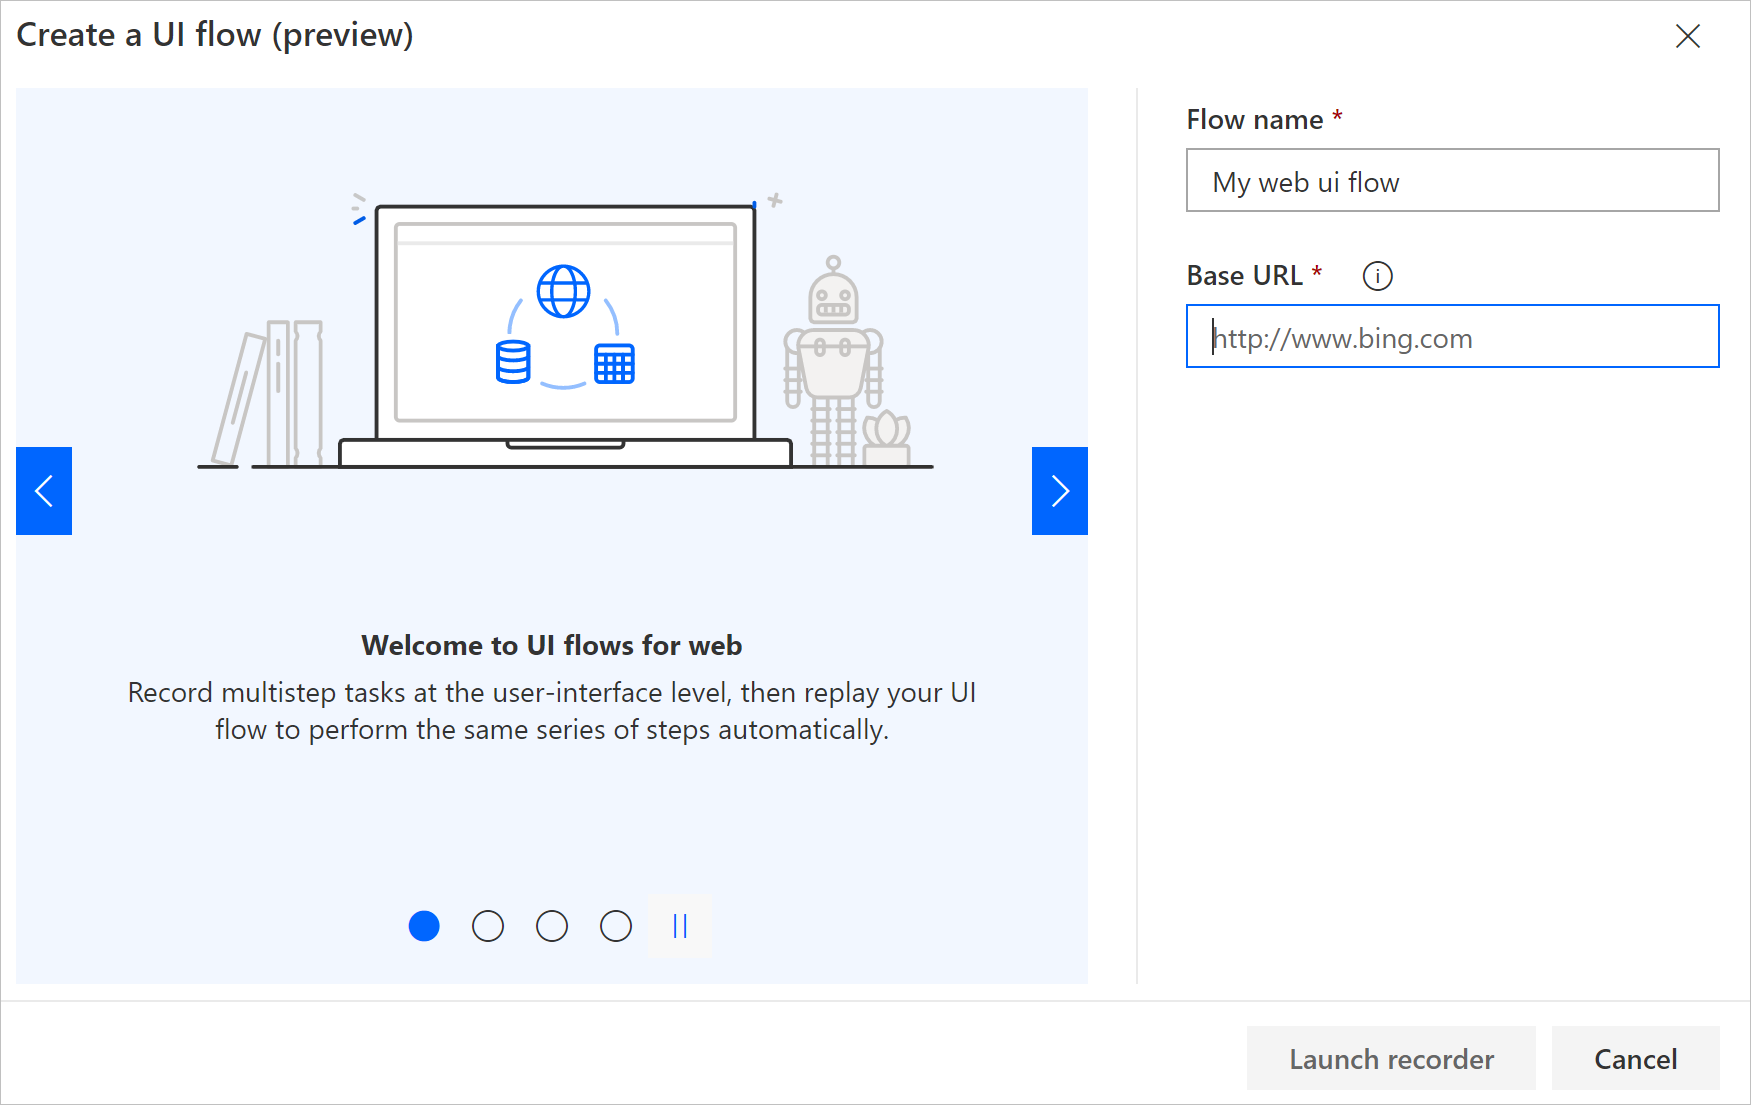 Create a UI flow (preview)
Flow name *
My web ui flow
Base URL *
http://www.bing.com
Welcome to UI flows for web
Record multistep tasks at the user-interface level, then replay your UI
flow to perform the same series of steps automatically.
Launch recorder
Cancel